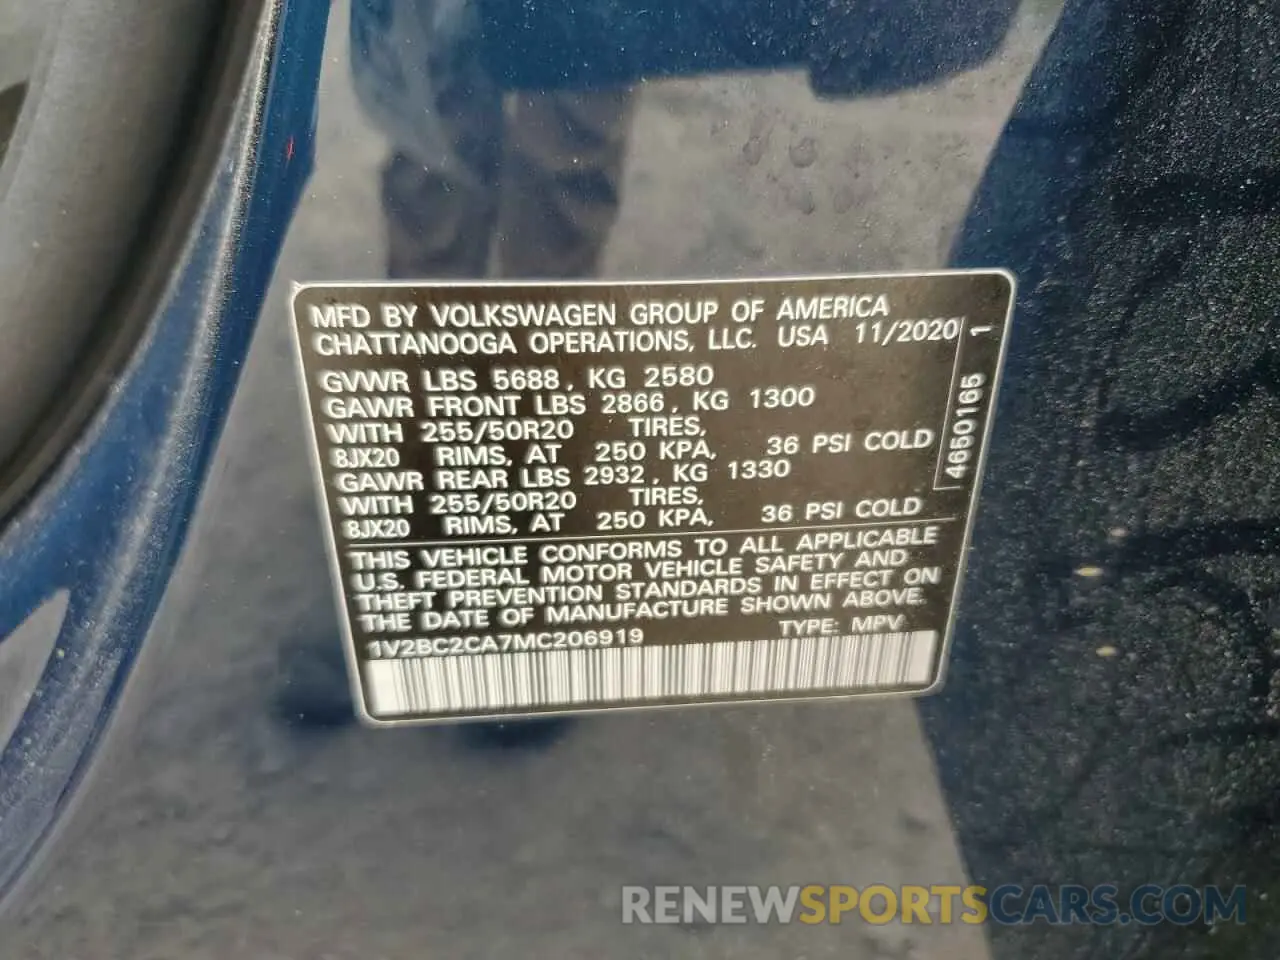 MFD BY VOLKSWAGEN GROUP OF AMERICA
CHATTANOOGA OPERATIONS, LLC. USA 11/2020
GVWR LBS 5688, KG 2580
GAWR FRONT LBS 2866, KG 1300
WITH 255/50R20 TIRES,
8JX20 RIMS, AT 250 KPA, 36 PSI COLD
GAWR REAR LBS 2932, KG 1330
WITH 255/50R20 TIRES,
8JX20 RIMS, AT 250 KPA, 36 PSI COLD
4650165 1
THIS VEHICLE CONFORMS TO ALL APPLICABLE
U.S. FEDERAL MOTOR VEHICLE SAFETY AND
THEFT PREVENTION STANDARDS IN EFFECT ON
THE DATE OF MANUFACTURE SHOWN ABOVE.
1V2BC2CA7MC206919 TYPE: MPV
RENEWSPORTSCARS.COM